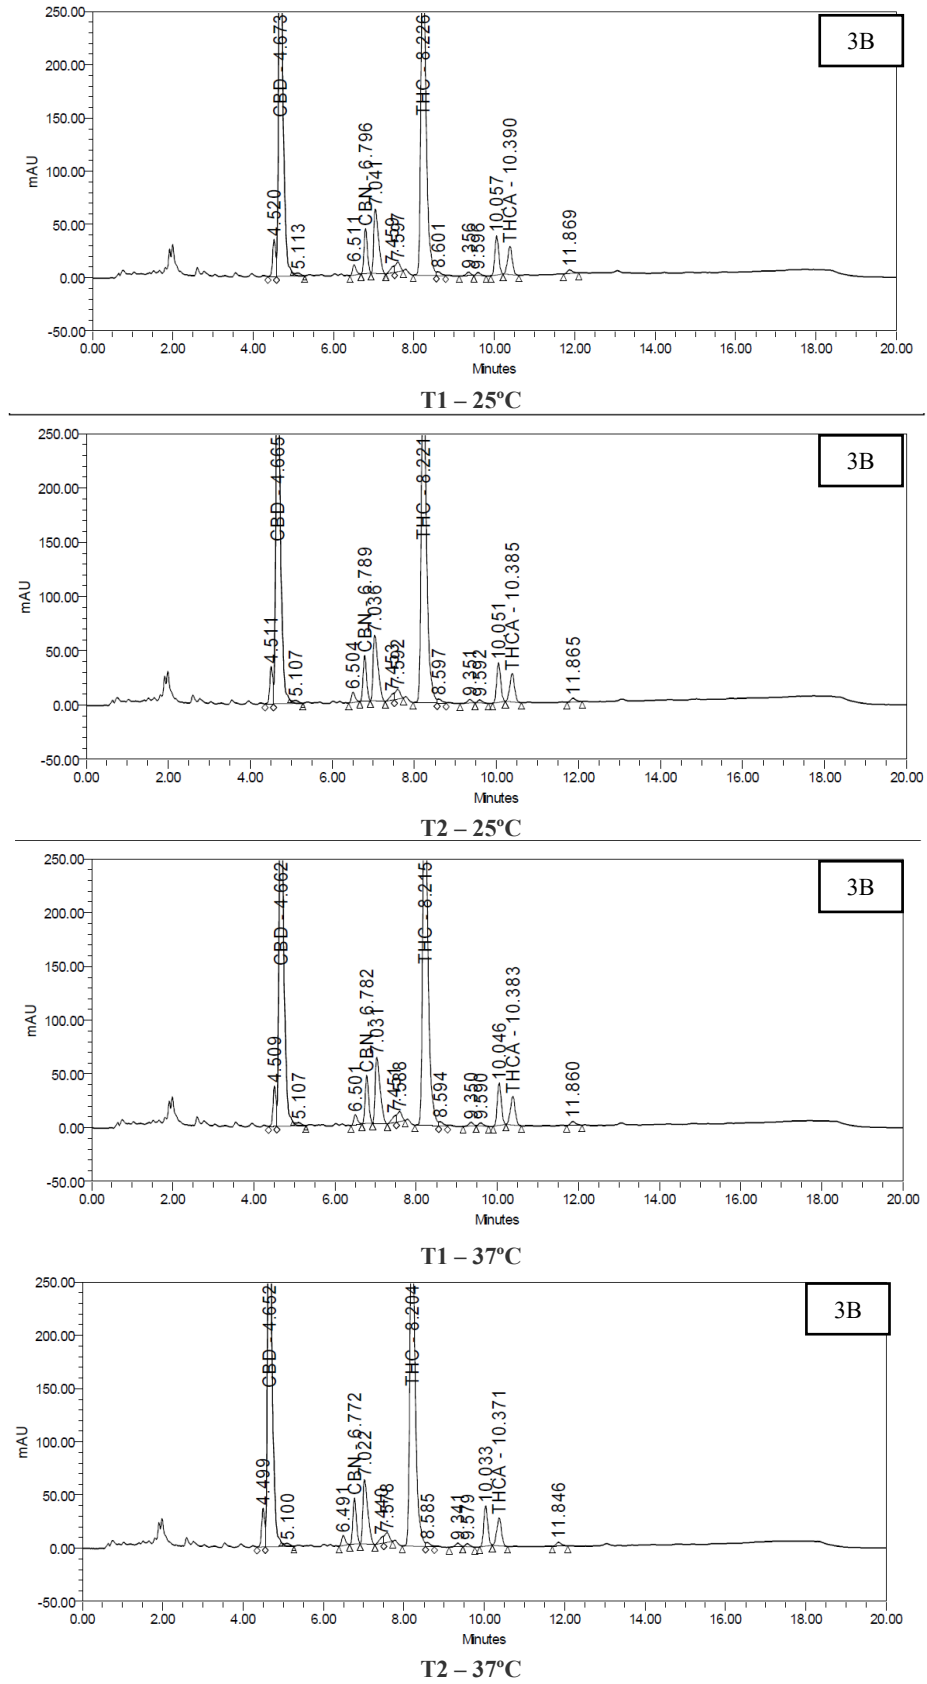 3B
250.00
200.00
150.00
100.00
50.00
0.00
-50.00
mAU
4.520
CBD - 4.673
5.113
6.511
CBN - 6.796
7.041
7.459
7.597
THC - 8.226
8.601
9.356
9.596
10.057
THCA - 10.390
11.869
0.00 2.00 4.00 6.00 8.00 10.00 12.00 14.00 16.00 18.00 20.00
Minutes
T1 – 25ºC
3B
250.00
200.00
150.00
100.00
50.00
0.00
-50.00
mAU
4.511
CBD - 4.665
5.107
6.504
CBN - 6.789
7.036
7.453
7.592
THC - 8.221
8.597
9.351
9.592
10.051
THCA - 10.385
11.865
0.00 2.00 4.00 6.00 8.00 10.00 12.00 14.00 16.00 18.00 20.00
Minutes
T2 – 25ºC
3B
250.00
200.00
150.00
100.00
50.00
0.00
-50.00
mAU
4.509
CBD - 4.662
5.107
6.501
CBN - 6.782
7.031
7.451
7.588
THC - 8.215
8.594
9.350
9.590
10.046
THCA - 10.383
11.860
0.00 2.00 4.00 6.00 8.00 10.00 12.00 14.00 16.00 18.00 20.00
Minutes
T1 – 37ºC
3B
250.00
200.00
150.00
100.00
50.00
0.00
-50.00
mAU
4.499
CBD - 4.652
5.100
6.491
CBN - 6.772
7.022
7.440
7.578
THC - 8.204
8.585
9.341
9.579
10.033
THCA - 10.371
11.846
0.00 2.00 4.00 6.00 8.00 10.00 12.00 14.00 16.00 18.00 20.00
Minutes
T2 – 37ºC